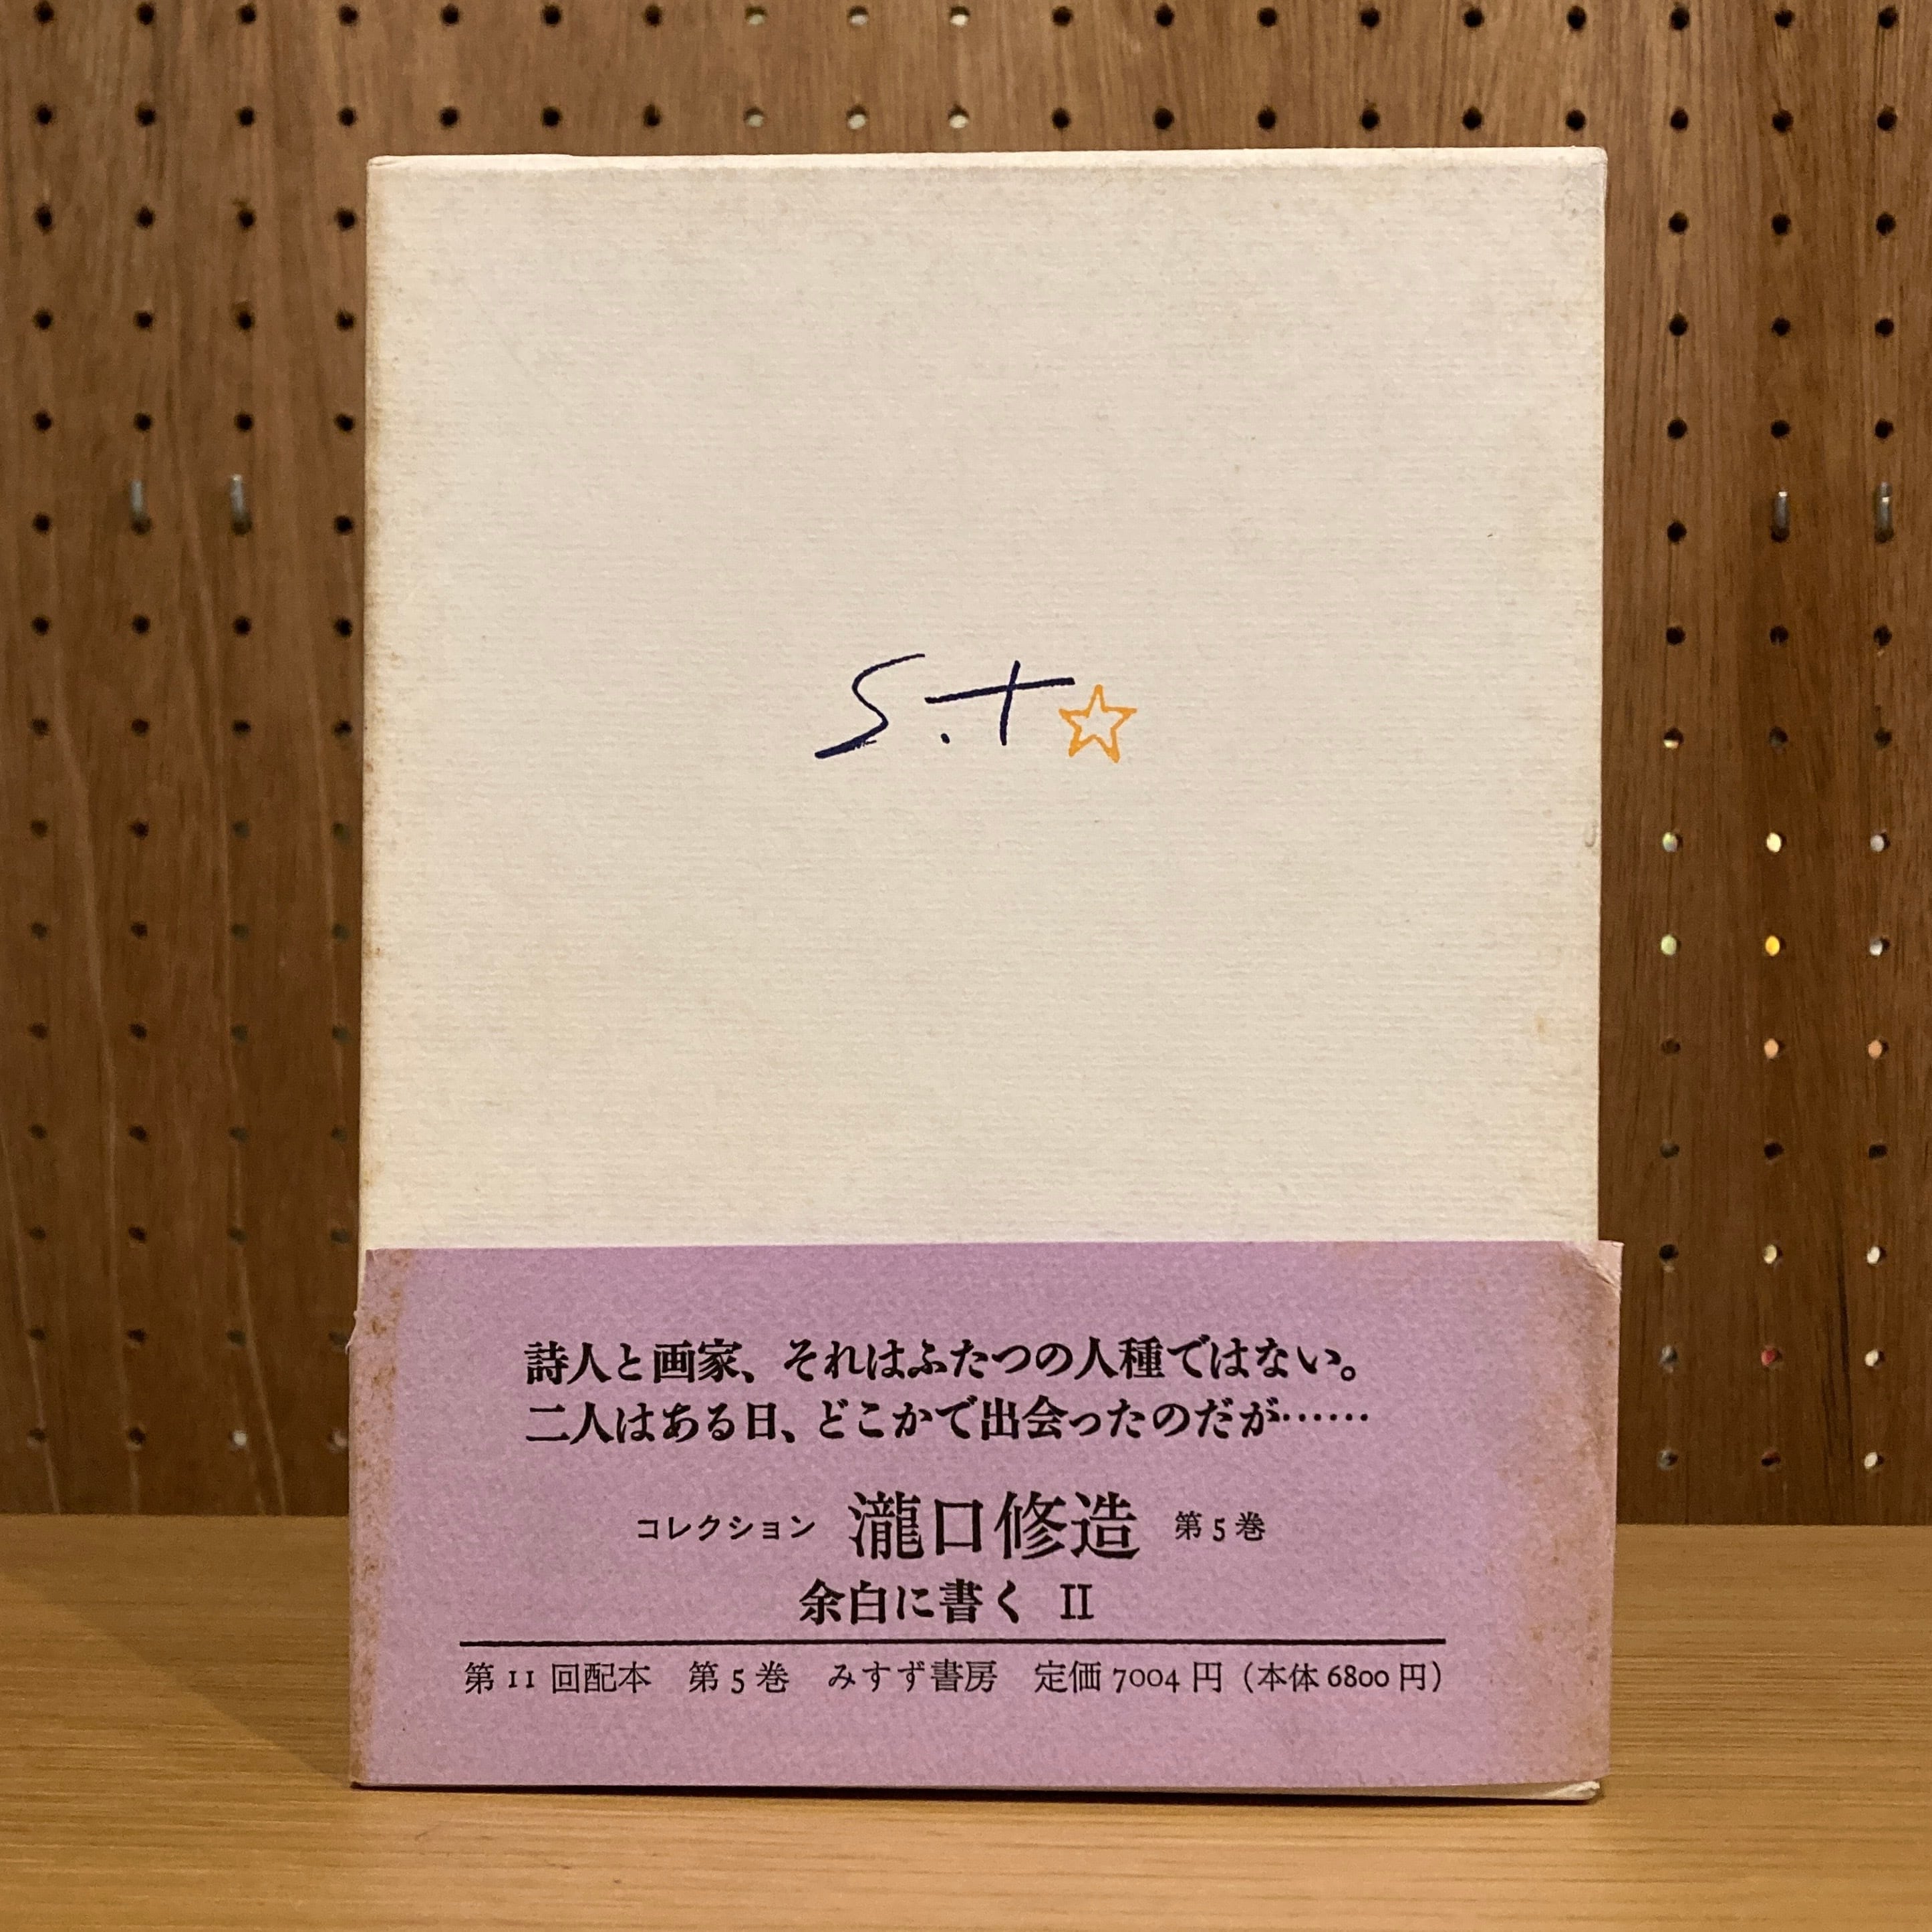 S.t
詩人と画家、それはふたつの人種ではない。
二人はある日、どこかで出会ったのだが……
コレクション 瀧口修造 第5巻
余白に書く II
第11回配本 第5巻 みすず書房 定価7004円（本体6800円）